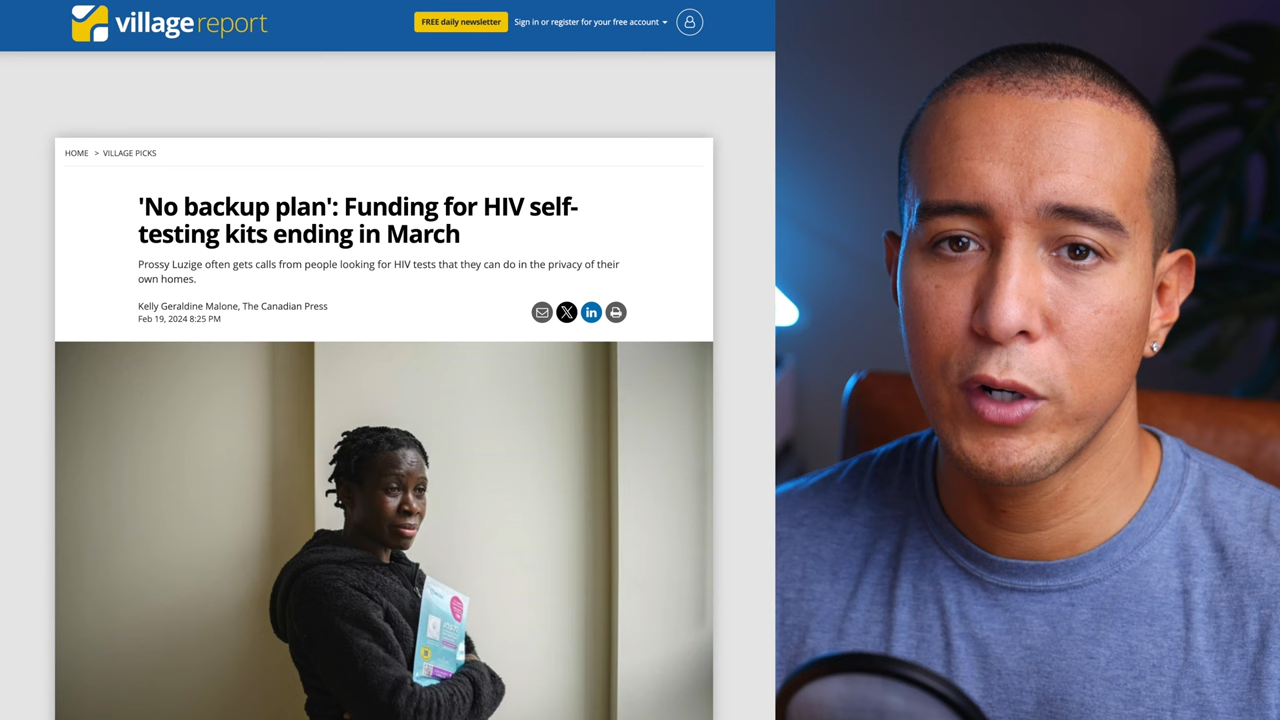 villagereport
FREE daily newsletter
Sign in or register for your free account
HOME > VILLAGE PICKS
'No backup plan': Funding for HIV self-
testing kits ending in March
Prossy Luzige often gets calls from people looking for HIV tests that they can do in the privacy of their
own homes.
Kelly Geraldine Malone, The Canadian Press
Feb 19, 2024 8:25 PM
in